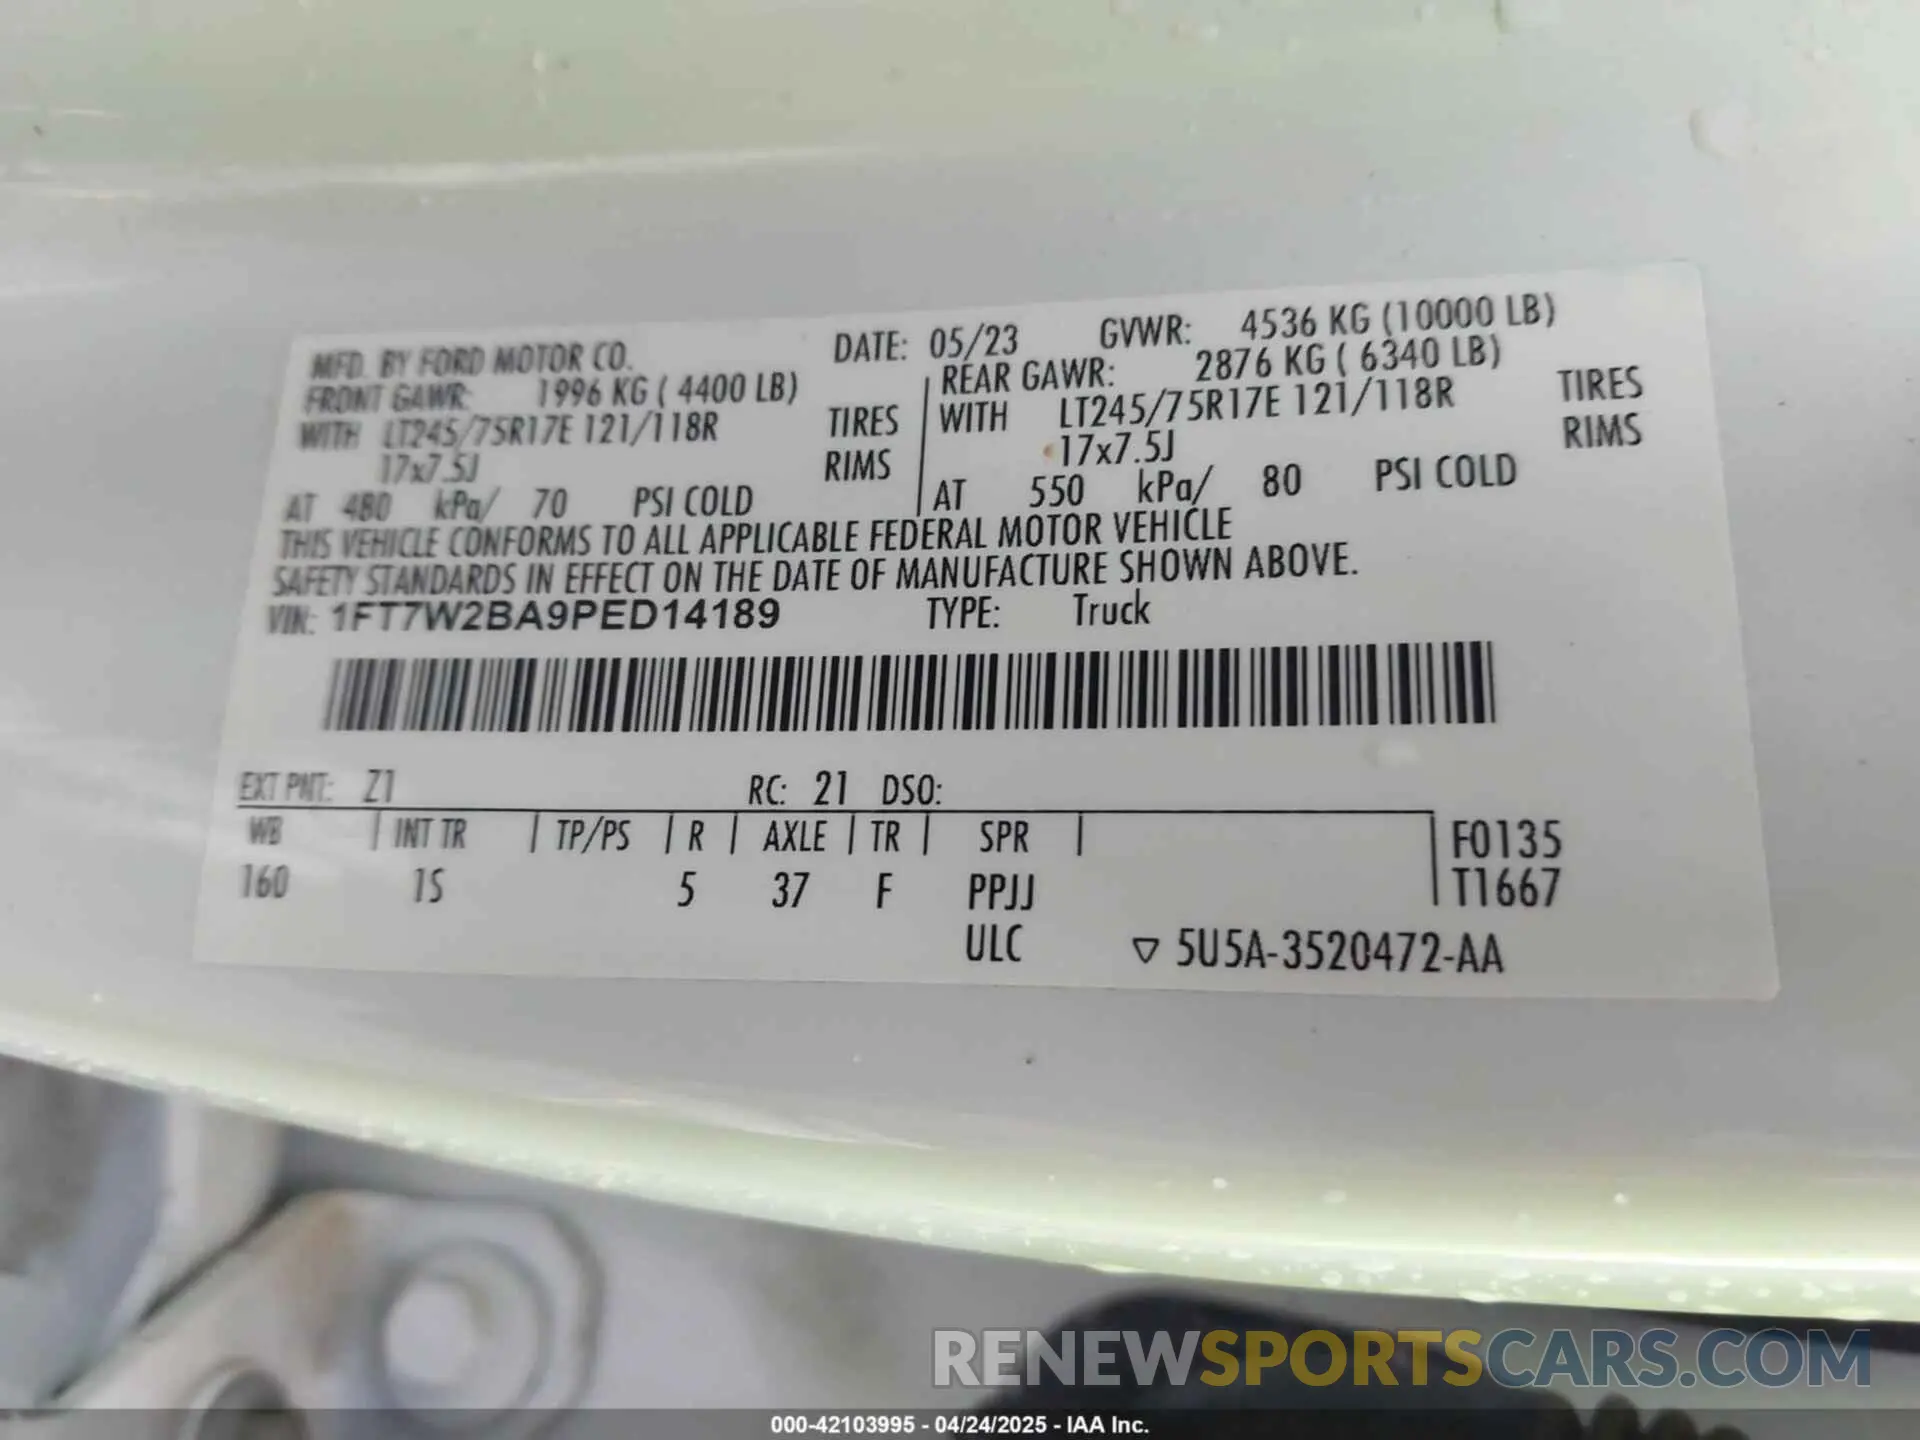 MFD. BY FORD MOTOR CO. DATE: 05/23 GVWR: 4536 KG (10000 LB)
FRONT GAWR: 1996 KG ( 4400 LB) REAR GAWR: 2876 KG ( 6340 LB)
WITH LT245/75R17E 121/118R TIRES WITH LT245/75R17E 121/118R TIRES
17x7.5J RIMS 17x7.5J RIMS
AT 480 kPa/ 70 PSI COLD AT 550 kPa/ 80 PSI COLD
THIS VEHICLE CONFORMS TO ALL APPLICABLE FEDERAL MOTOR VEHICLE
SAFETY STANDARDS IN EFFECT ON THE DATE OF MANUFACTURE SHOWN ABOVE.
VIN: 1FT7W2BA9PED14189 TYPE: Truck
EXT PNT: Z1 RC: 21 DSO:
WB INT TR TP/PS R AXLE TR SPR F0135
160 1S 5 37 F PPJJ T1667
ULC ▽ 5U5A-3520472-AA
RENEWSPORTSCARS.COM
000-42103995 - 04/24/2025 - IAA Inc.